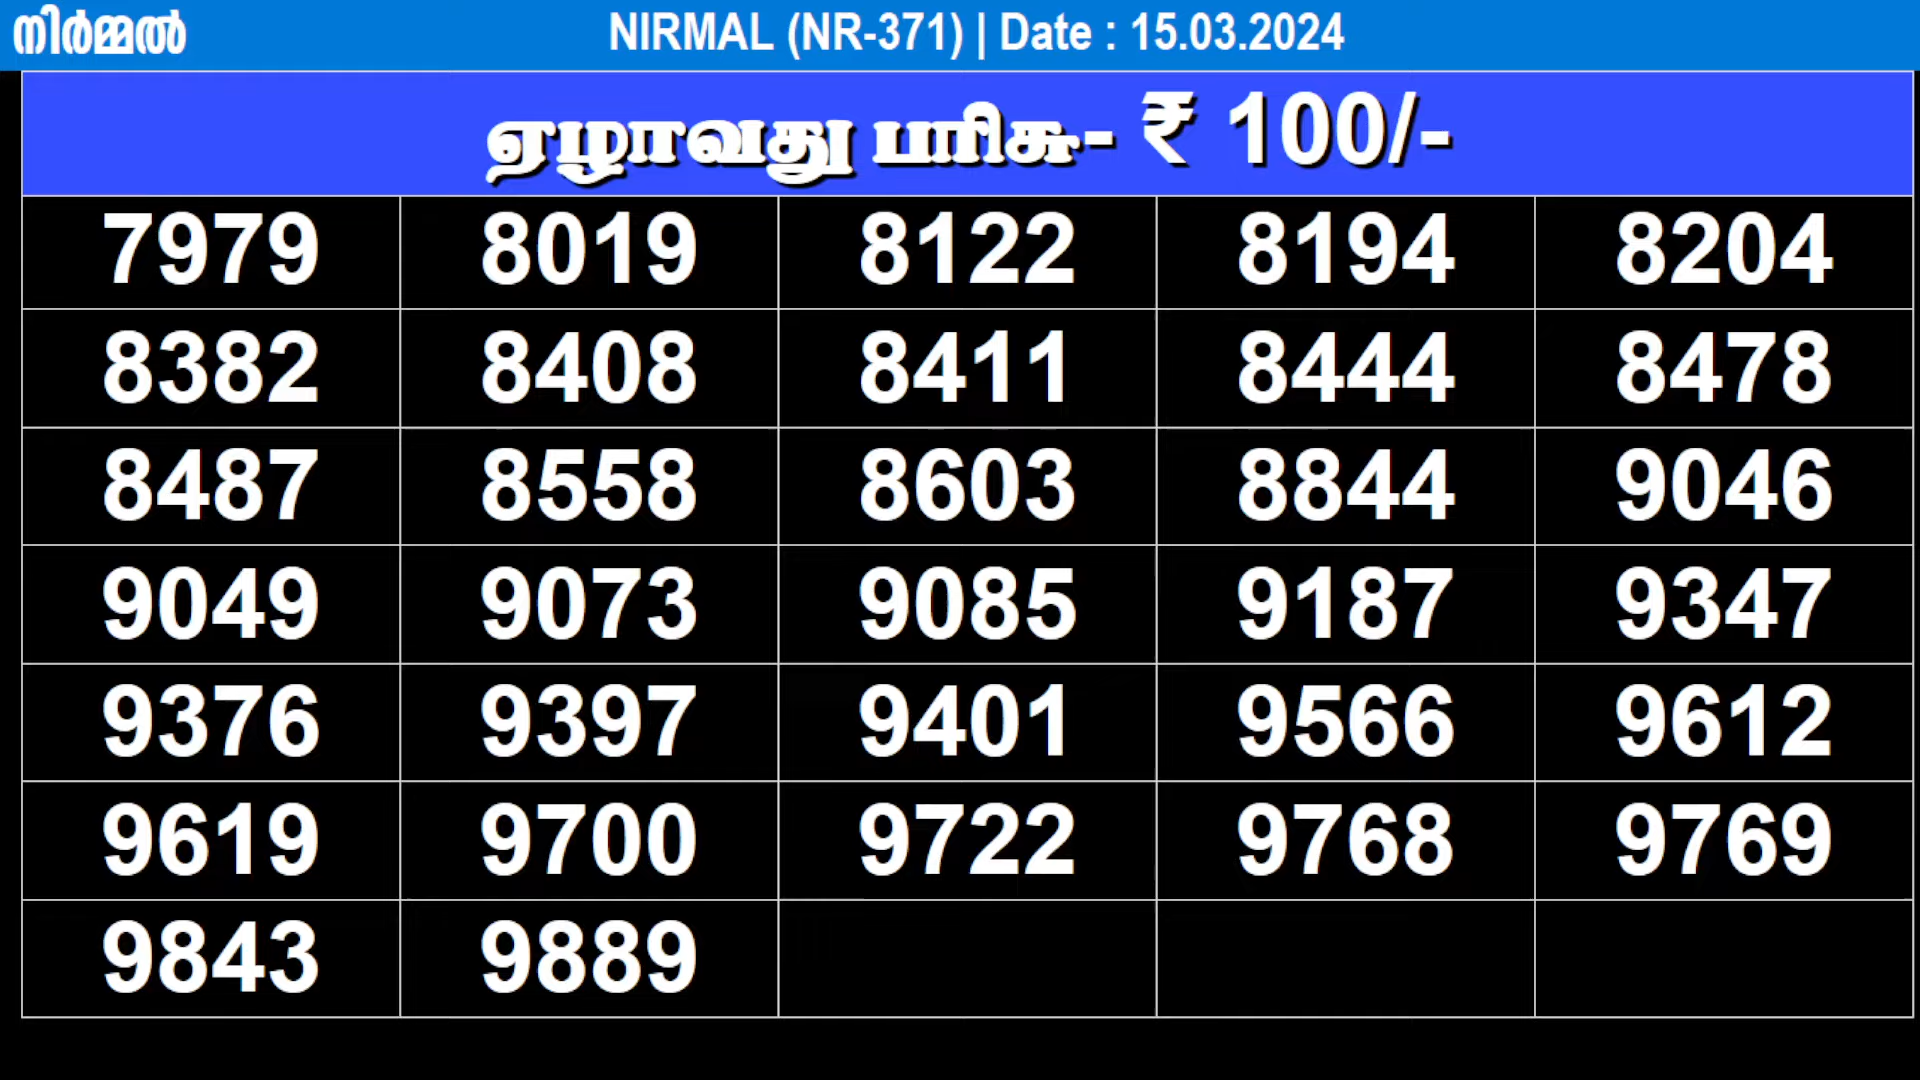 നിർമ്മൽ NIRMAL (NR-371) | Date : 15.03.2024
ஏழாவது பரிசு- ₹ 100/-
7979 8019 8122 8194 8204
8382 8408 8411 8444 8478
8487 8558 8603 8844 9046
9049 9073 9085 9187 9347
9376 9397 9401 9566 9612
9619 9700 9722 9768 9769
9843 9889